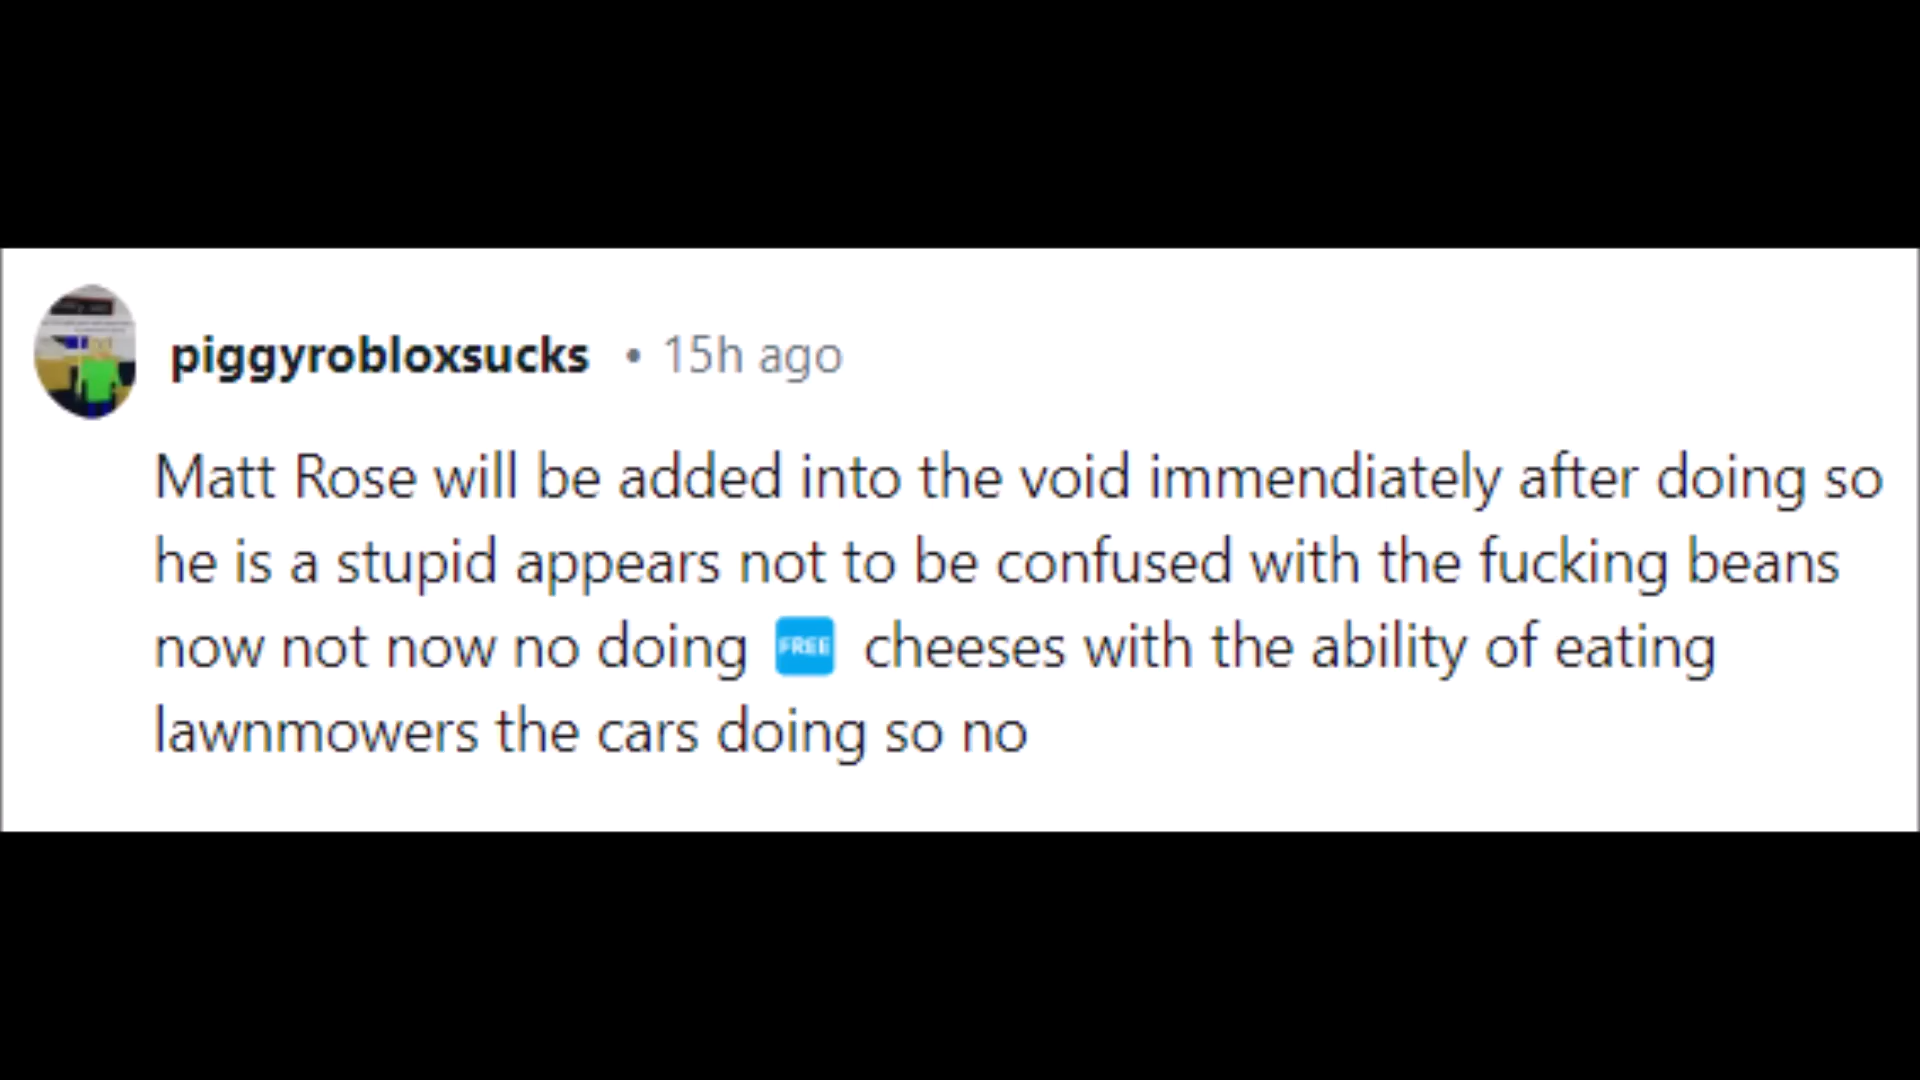 piggyrobloxsucks • 15h ago
Matt Rose will be added into the void immendiately after doing so
he is a stupid appears not to be confused with the fucking beans
now not now no doing 🆓 cheeses with the ability of eating
lawnmowers the cars doing so no